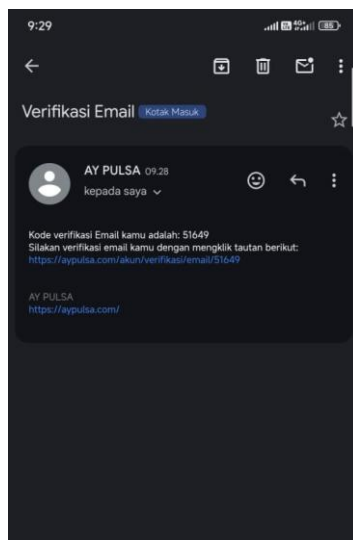 9:29
4G
85
Verifikasi Email Kotak Masuk
AY PULSA 09.28
kepada saya
Kode verifikasi Email kamu adalah: 51649
Silakan verifikasi email kamu dengan mengklik tautan berikut:
https://aypulsa.com/akun/verifikasi/email/51649
AY PULSA
https://aypulsa.com/